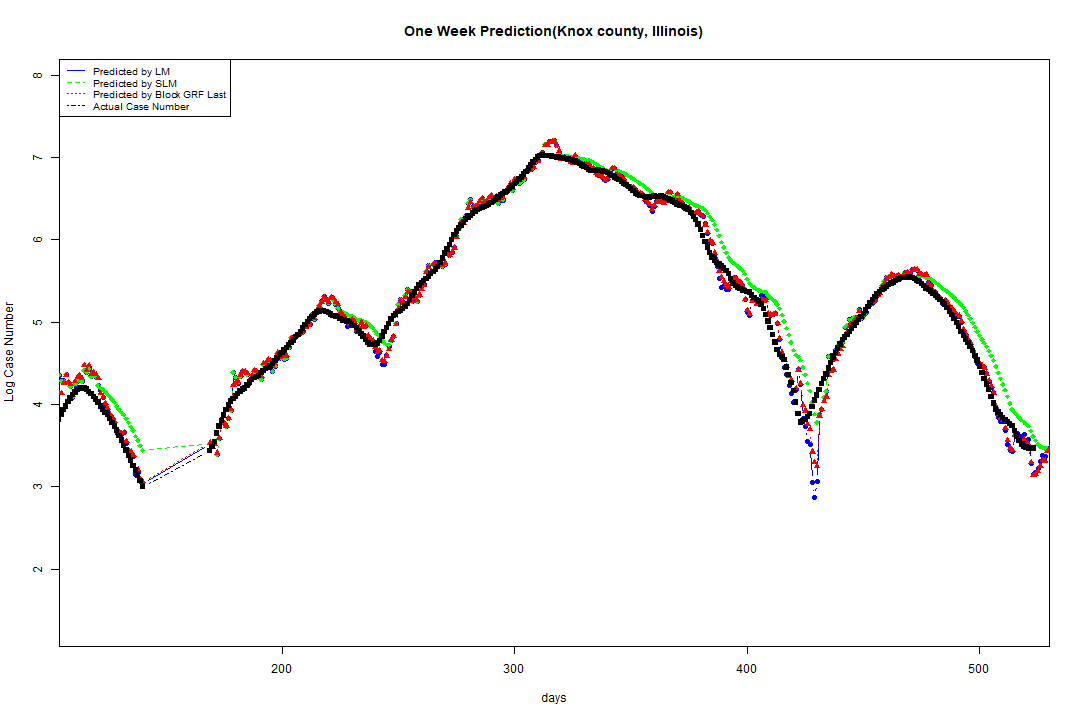 One Week Prediction(Knox county, Illinois)
Predicted by LM
Predicted by SLM
Predicted by Block GRF Last
Actual Case Number
8
7
6
5
4
3
2
Log Case Number
200 300 400 500
days